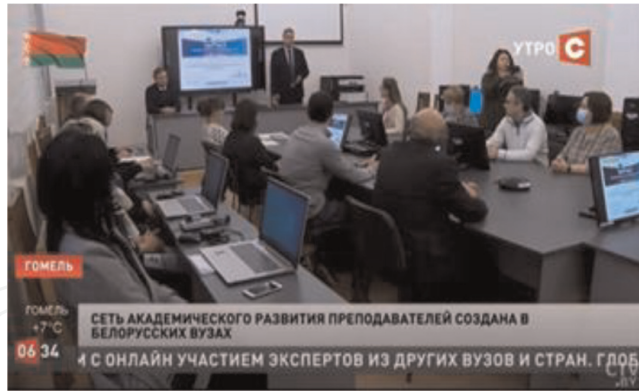 УТРО С
ГОМЕЛЬ
ГОМЕЛЬ
+7°C
06 34
СЕТЬ АКАДЕМИЧЕСКОГО РАЗВИТИЯ ПРЕПОДАВАТЕЛЕЙ СОЗДАНА В
БЕЛОРУССКИХ ВУЗАХ
И С ОНЛАЙН УЧАСТИЕМ ЭКСПЕРТОВ ИЗ ДРУГИХ ВУЗОВ И СТРАН. ГЛОБ